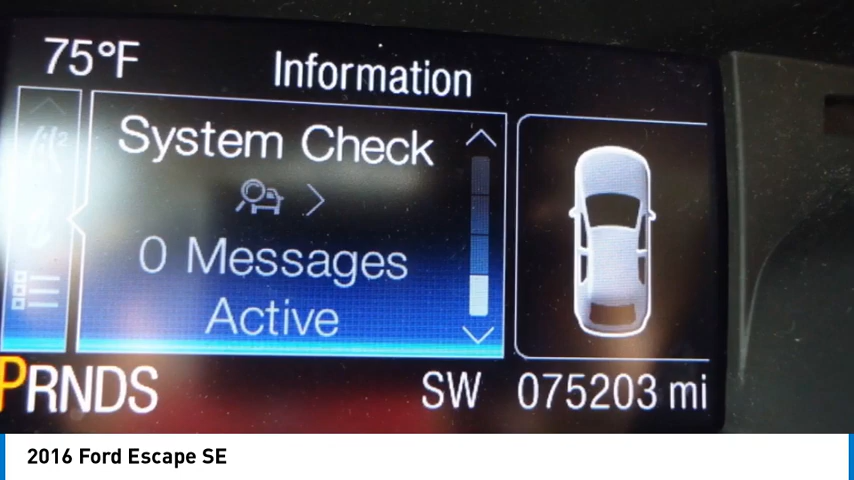 75°F
Information
System Check
0 Messages
Active
PRNDS
SW
075203 mi
2016 Ford Escape SE